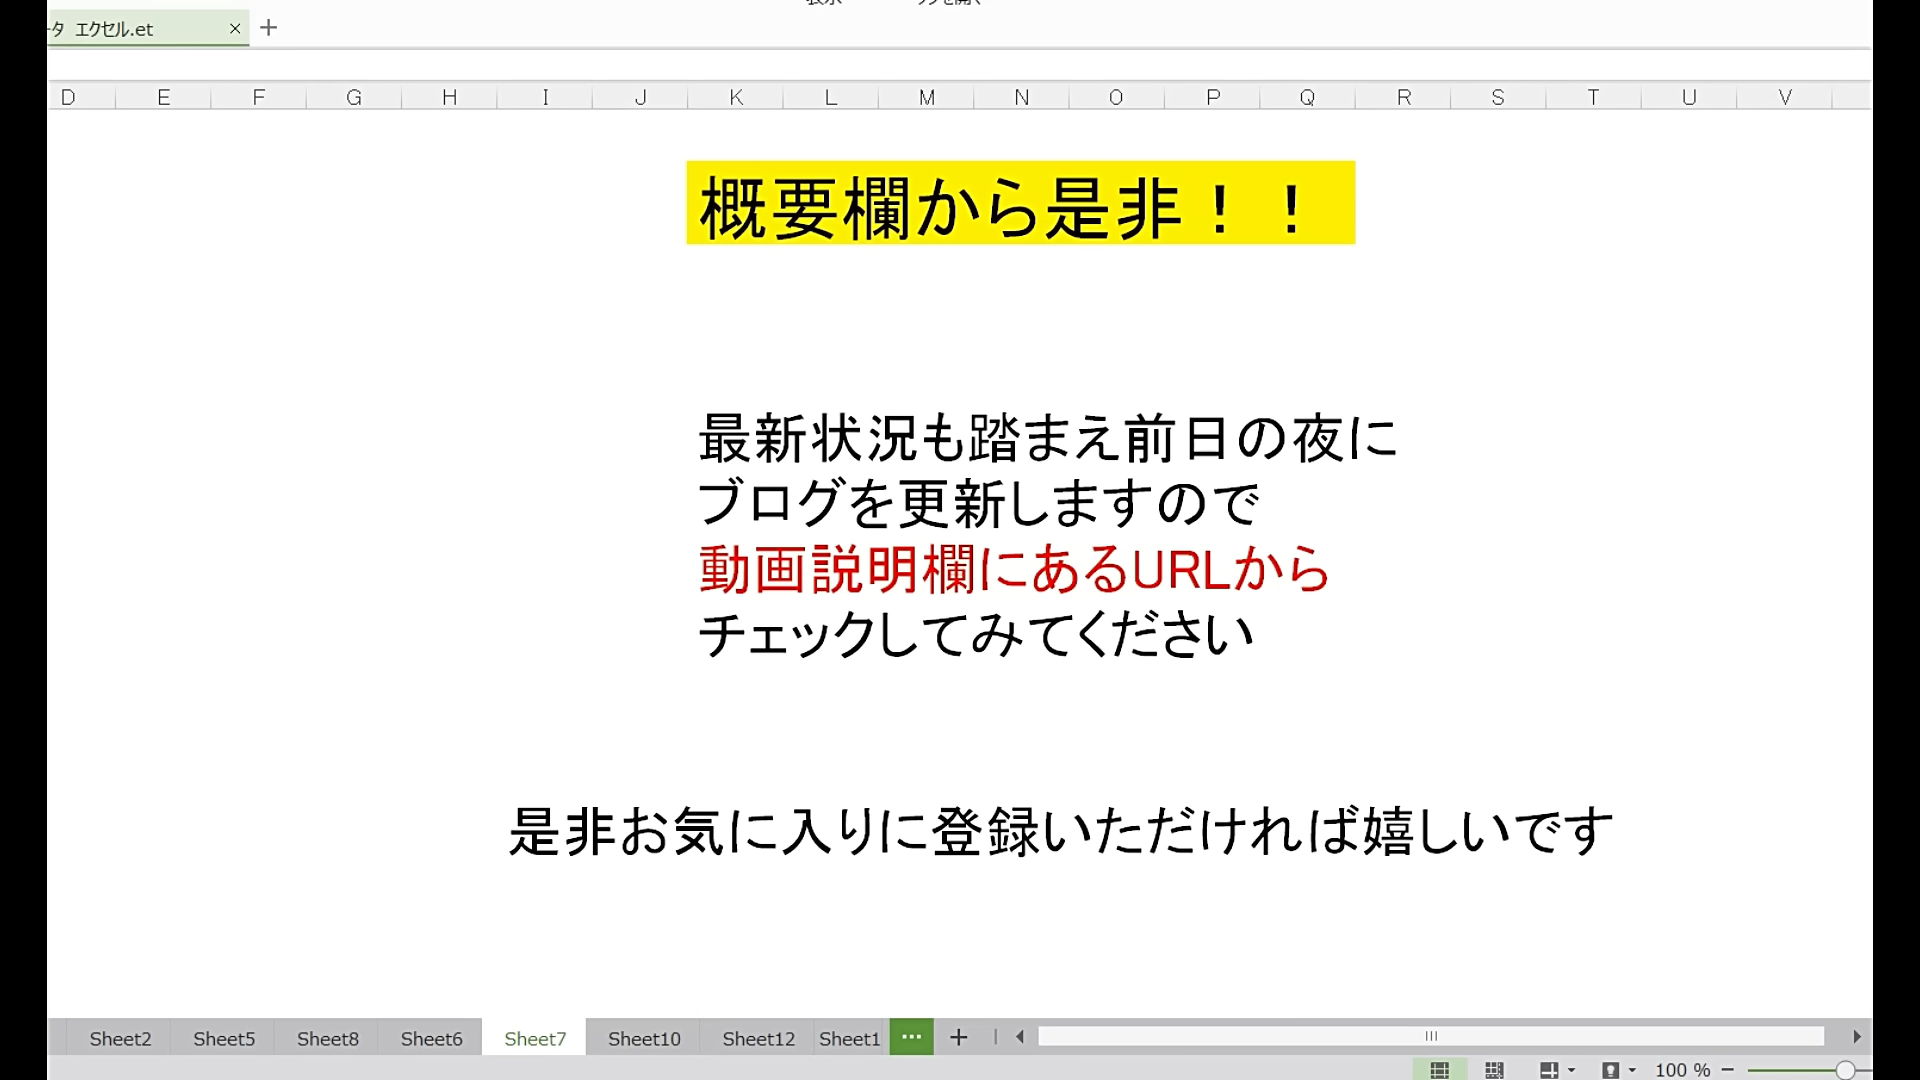 タ エクセル.et
D E F G H I J K L M N O P Q R S T U V
概要欄から是非！！
最新状況も踏まえ前日の夜に
ブログを更新しますので
動画説明欄にあるURLから
チェックしてみてください
是非お気に入りに登録いただければ嬉しいです
Sheet2 Sheet5 Sheet8 Sheet6 Sheet7 Sheet10 Sheet12 Sheet1
100 %